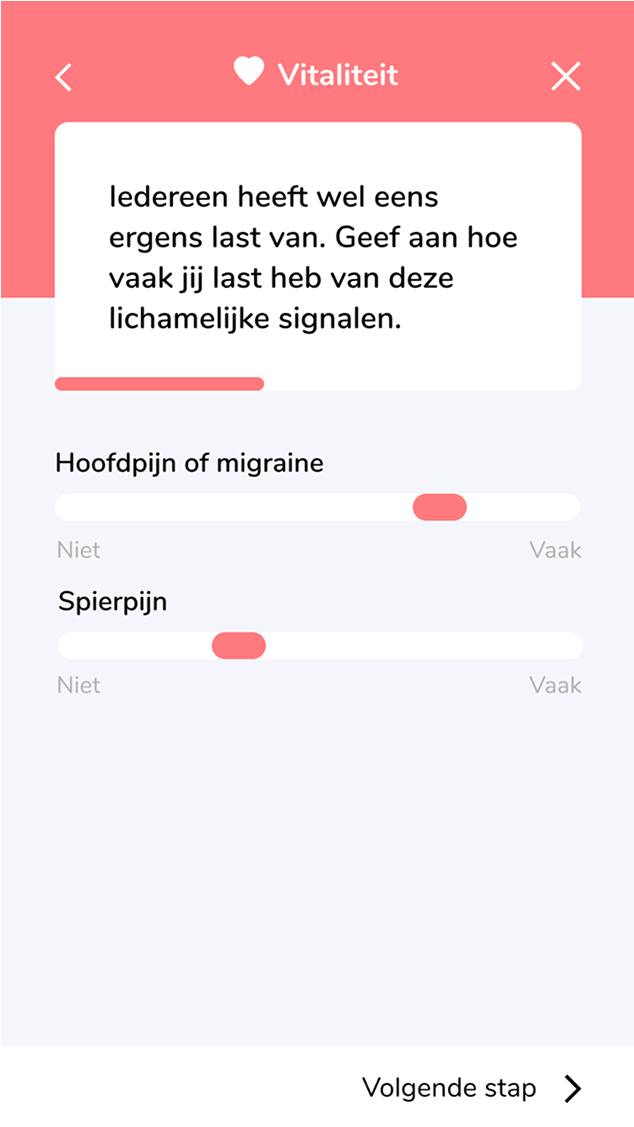 Vitaliteit
Iedereen heeft wel eens
ergens last van. Geef aan hoe
vaak jij last heb van deze
lichamelijke signalen.
Hoofdpijn of migraine
Niet Vaak
Spierpijn
Niet Vaak
Volgende stap